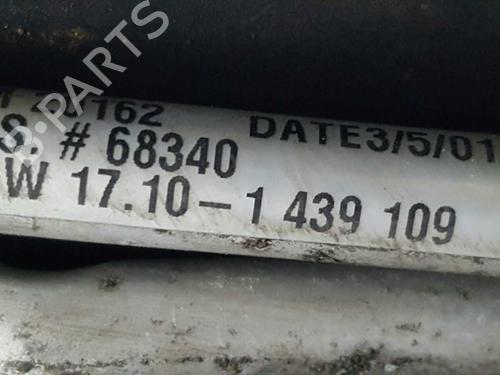 162 DATE3/5/01
# 68340
W 17.10-1 439 109
B-PARTS